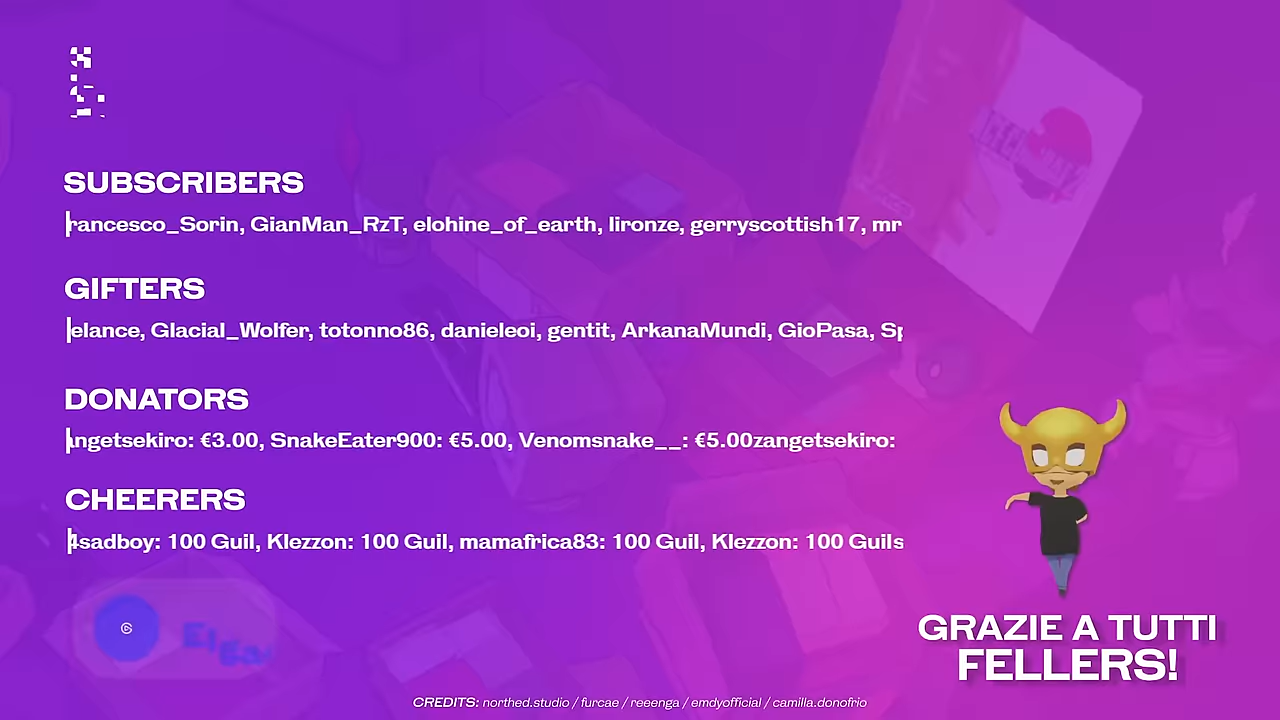 SUBSCRIBERS
rancesco_Sorin, GianMan_RzT, elohine_of_earth, lironze, gerryscottish17, mr
GIFTERS
elance, Glacial_Wolfer, totonno86, danieleoi, gentit, ArkanaMundi, GioPasa, Sp
DONATORS
angetsekiro: €3.00, SnakeEater900: €5.00, Venomsnake__: €5.00zangetsekiro:
CHEERERS
4sadboy: 100 Guil, Klezzon: 100 Guil, mamafrica83: 100 Guil, Klezzon: 100 Guils
GRAZIE A TUTTI
FELLERS!
CREDITS: northed.studio / furcae / reeenga / emdyofficial / camilla.donofrio